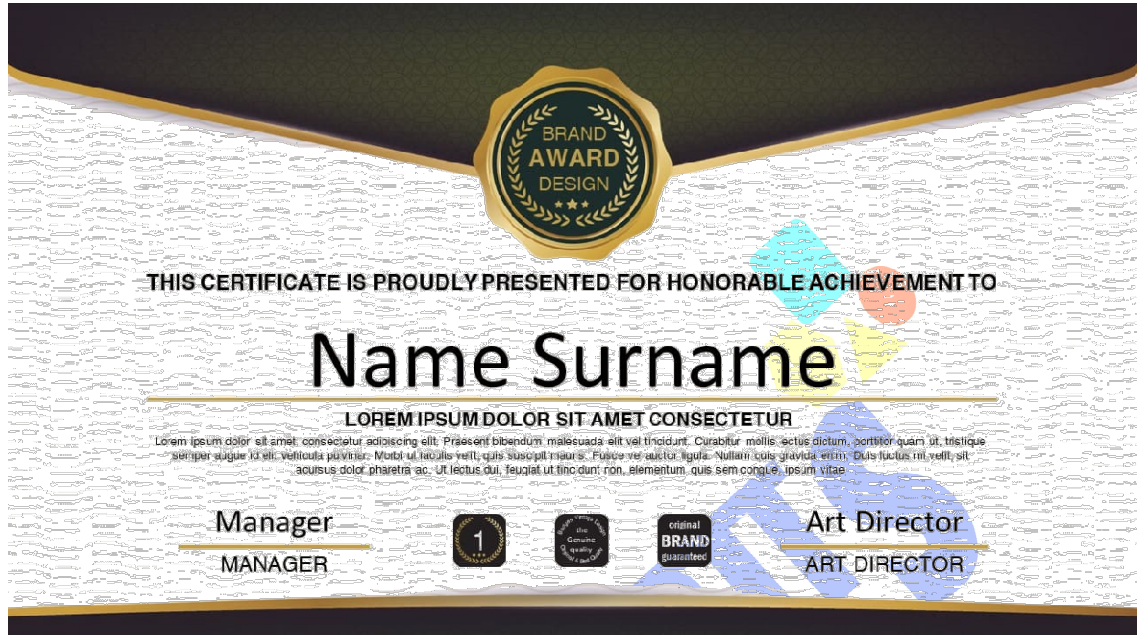 BRAND
AWARD
DESIGN
THIS CERTIFICATE IS PROUDLY PRESENTED FOR HONORABLE ACHIEVEMENT TO
Name Surname
LOREM IPSUM DOLOR SIT AMET CONSECTETUR
Lorem ipsum dolor sit amet, consectetur adipiscing elit. Praesent bibendum malesuada elit vel tincidunt. Curabitur mollis lectus dictum, porttitor quam ut, tristique
semper augue id elit vehicula pulvinar. Morbi ut iaculis velit, quis suscipit mauris. Fusce vel auctor ligula. Nullam quis gravida enim. Duis luctus mi velit, sit
dolor pharetra ac. Ut lectus dui, feugiat ut tincidunt non, elementum quis sem congue, ipsum vitae
Manager
MANAGER
1
the
Genuine
quality
original
BRAND
guaranteed
Art Director
ART DIRECTOR